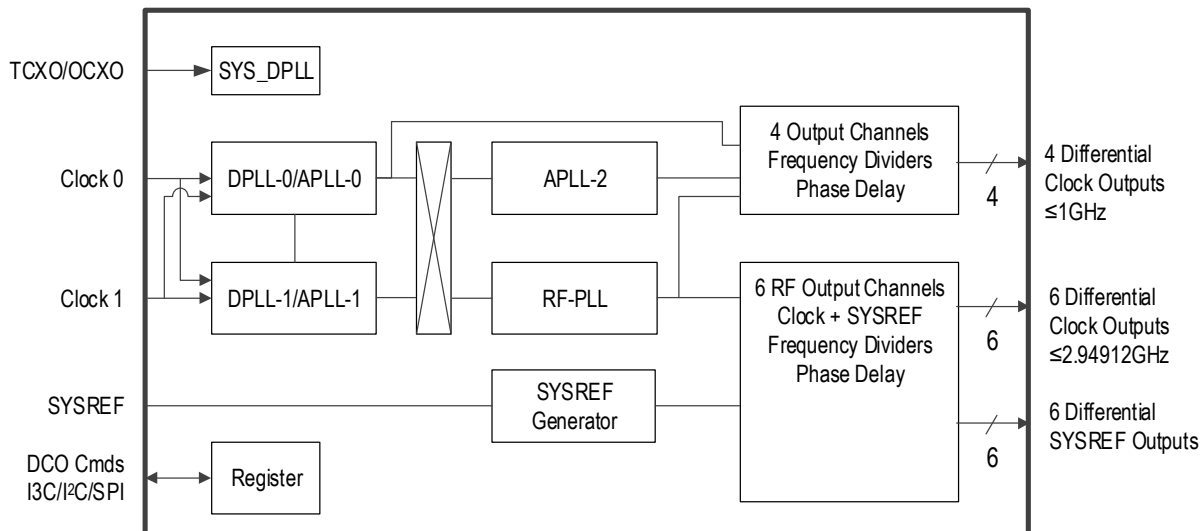 TCXO/OCXO
SYS_DPLL
Clock 0
DPLL-0/APLL-0
APLL-2
4 Output Channels
Frequency Dividers
Phase Delay
4
4 Differential
Clock Outputs
≤1GHz
Clock 1
DPLL-1/APLL-1
RF-PLL
6 RF Output Channels
Clock + SYSREF
Frequency Dividers
Phase Delay
6
6 Differential
Clock Outputs
≤2.94912GHz
SYSREF
SYSREF
Generator
6
6 Differential
SYSREF Outputs
DCO Cmds
I3C/I²C/SPI
Register